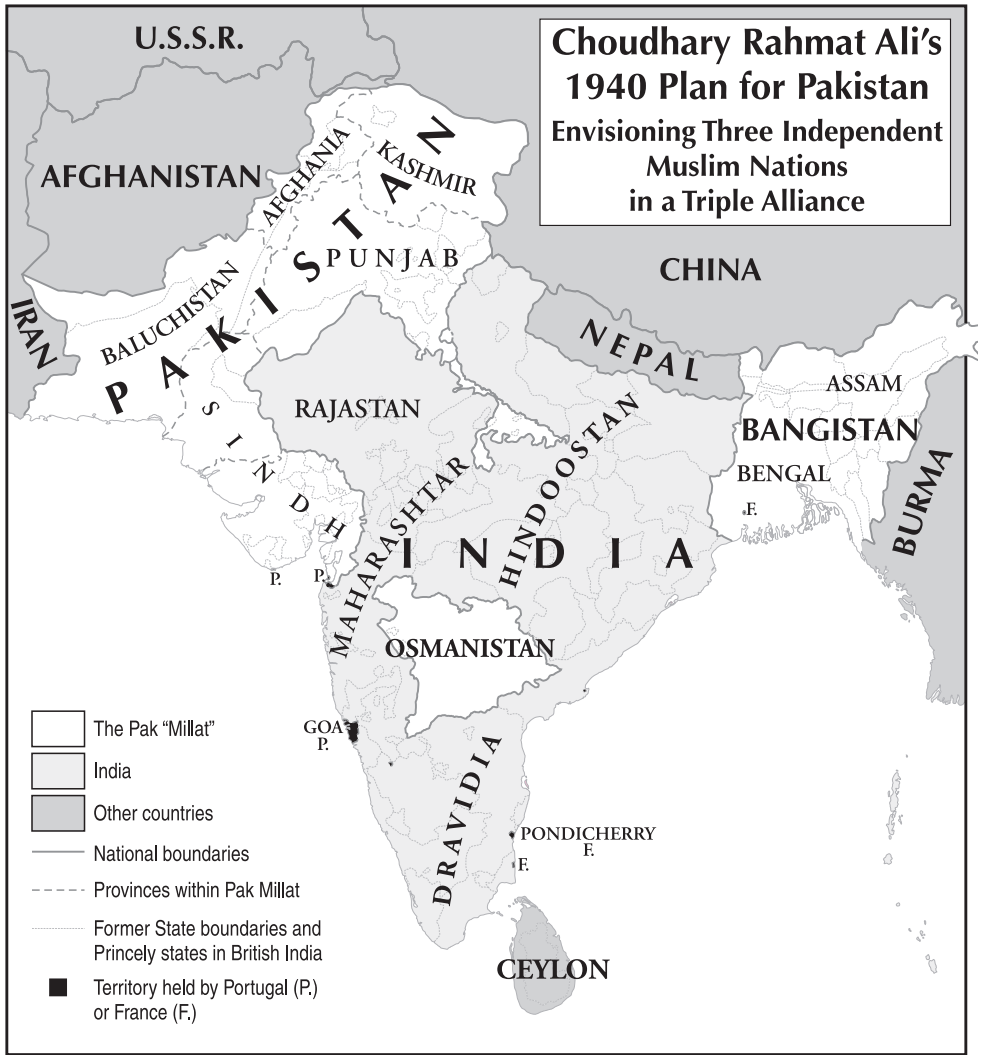 U.S.S.R.
Choudhary Rahmat Ali's
1940 Plan for Pakistan
Envisioning Three Independent
Muslim Nations
in a Triple Alliance
AFGHANISTAN
AFGHANIA
KASHMIR
PAKISTAN
PUNJAB
CHINA
IRAN
BALUCHISTAN
NEPAL
SINDH
RAJASTAN
ASSAM
BANGISTAN
BENGAL
F.
BURMA
MAHARASHTAR
HINDOOSTAN
INDIA
P.
P.
OSMANISTAN
GOA
P.
DRAVIDIA
PONDICHERRY
F.
F.
CEYLON
The Pak "Millat"
India
Other countries
National boundaries
Provinces within Pak Millat
Former State boundaries and
Princely states in British India
Territory held by Portugal (P.)
or France (F.)